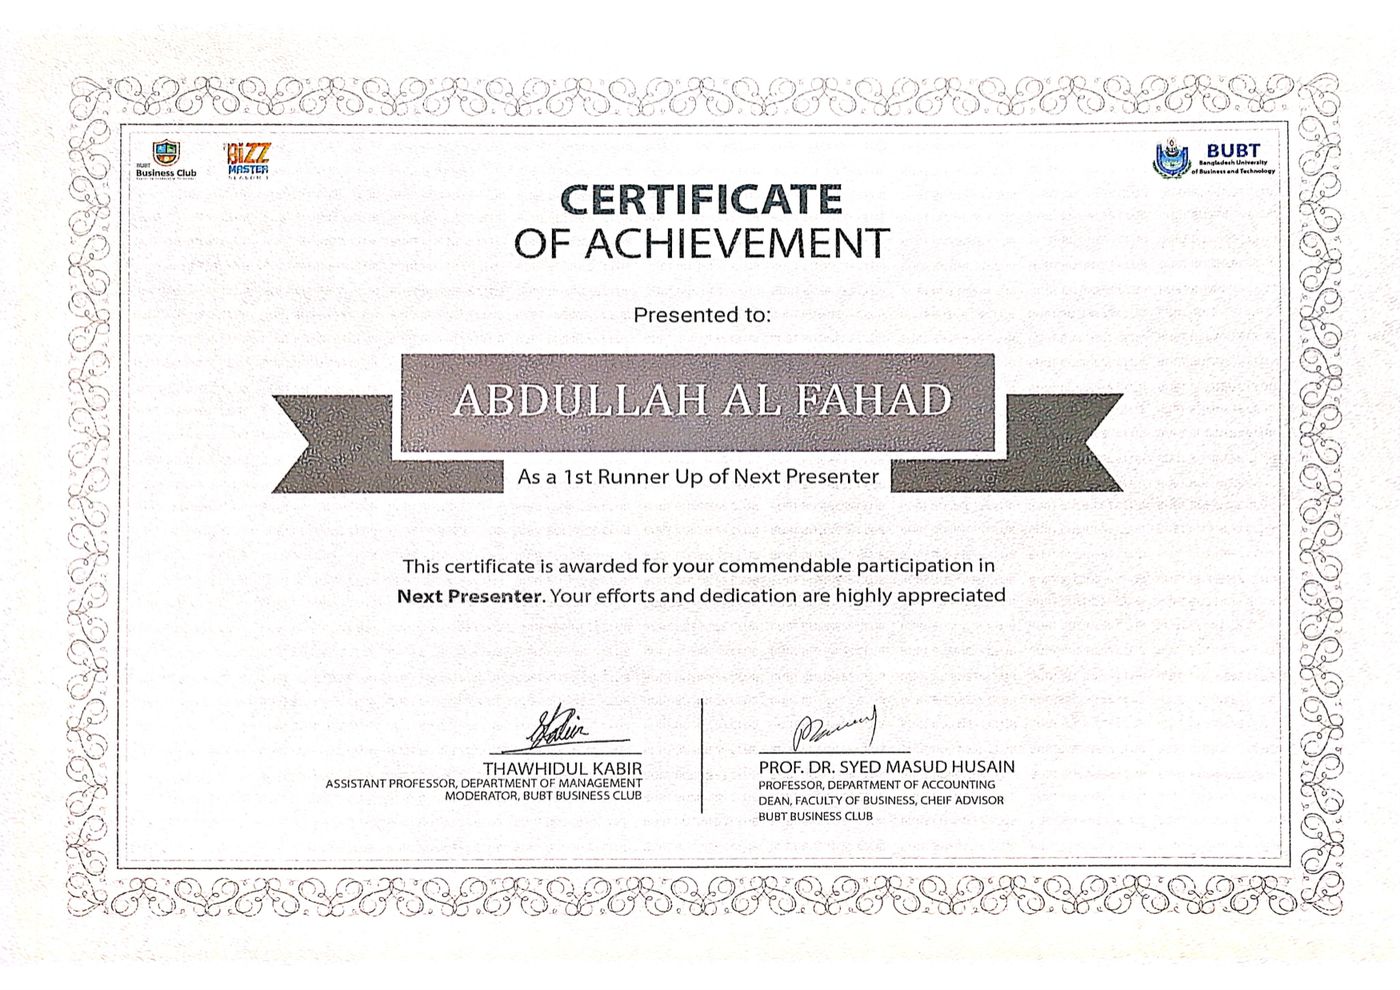 BUBT
Business Club
BIZZ
MASTER
BUBT
Bangladesh University
of Business and Technology
CERTIFICATE
OF ACHIEVEMENT
Presented to:
ABDULLAH AL FAHAD
As a 1st Runner Up of Next Presenter
This certificate is awarded for your commendable participation in
Next Presenter. Your efforts and dedication are highly appreciated
THAWHIDUL KABIR
ASSISTANT PROFESSOR, DEPARTMENT OF MANAGEMENT
MODERATOR, BUBT BUSINESS CLUB
PROF. DR. SYED MASUD HUSAIN
PROFESSOR, DEPARTMENT OF ACCOUNTING
DEAN, FACULTY OF BUSINESS, CHEIF ADVISOR
BUBT BUSINESS CLUB